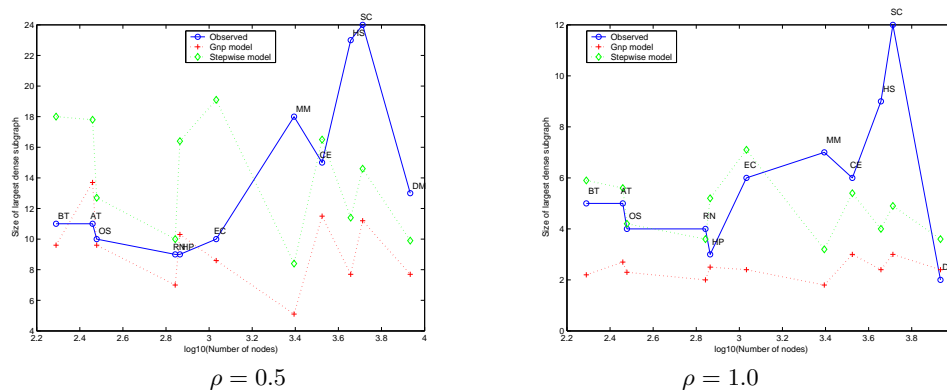 Size of largest dense subgraph
24
22
20
18
16
14
12
10
8
6
4
Observed
Gnp model
Stepwise model
BT
AT
OS
RN
HP
EC
MM
CE
HS
SC
DM
2.2
2.4
2.6
2.8
3
3.2
3.4
3.6
3.8
4
log10(Number of nodes)
ρ = 0.5
Size of largest dense subgraph
12
10
8
6
4
2
0
Observed
Gnp model
Stepwise model
BT
AT
OS
RN
HP
EC
MM
CE
HS
SC
D
2.2
2.4
2.6
2.8
3
3.2
3.4
3.6
3.8
4
log10(Number of nodes)
ρ = 1.0